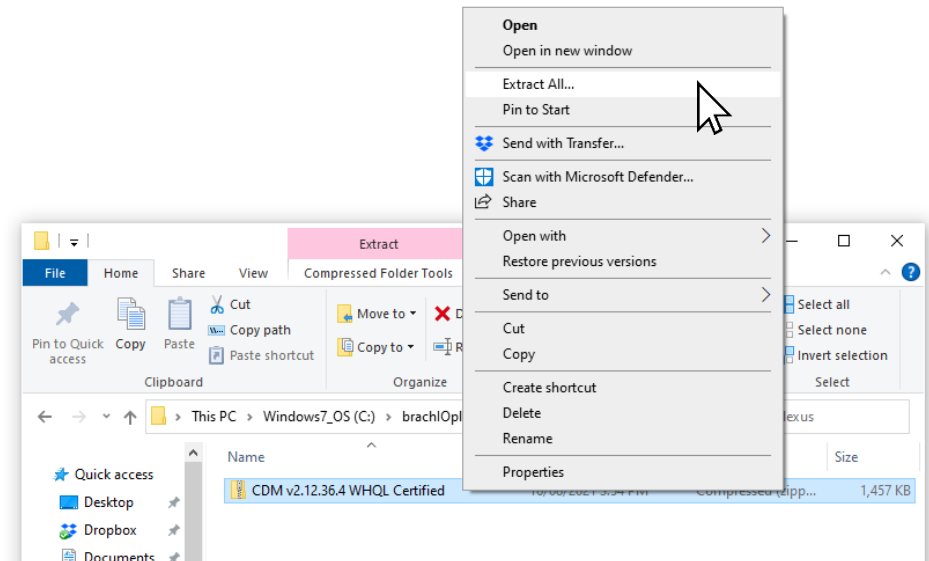 Open
Open in new window
Extract All...
Pin to Start
Send with Transfer...
Scan with Microsoft Defender...
Share
Open with
Restore previous versions
Send to
Cut
Copy
Create shortcut
Delete
Rename
Properties
Extract
File Home Share View Compressed Folder Tools
Pin to Quick access
Copy
Paste
Cut
Copy path
Paste shortcut
Clipboard
Move to
Copy to
Organize
Select all
Select none
Invert selection
Select
This PC > Windows7_OS (C:) >
Name Size
CDM v2.12.36.4 WHQL Certified 1,457 KB
Quick access
Desktop
Dropbox
Documents